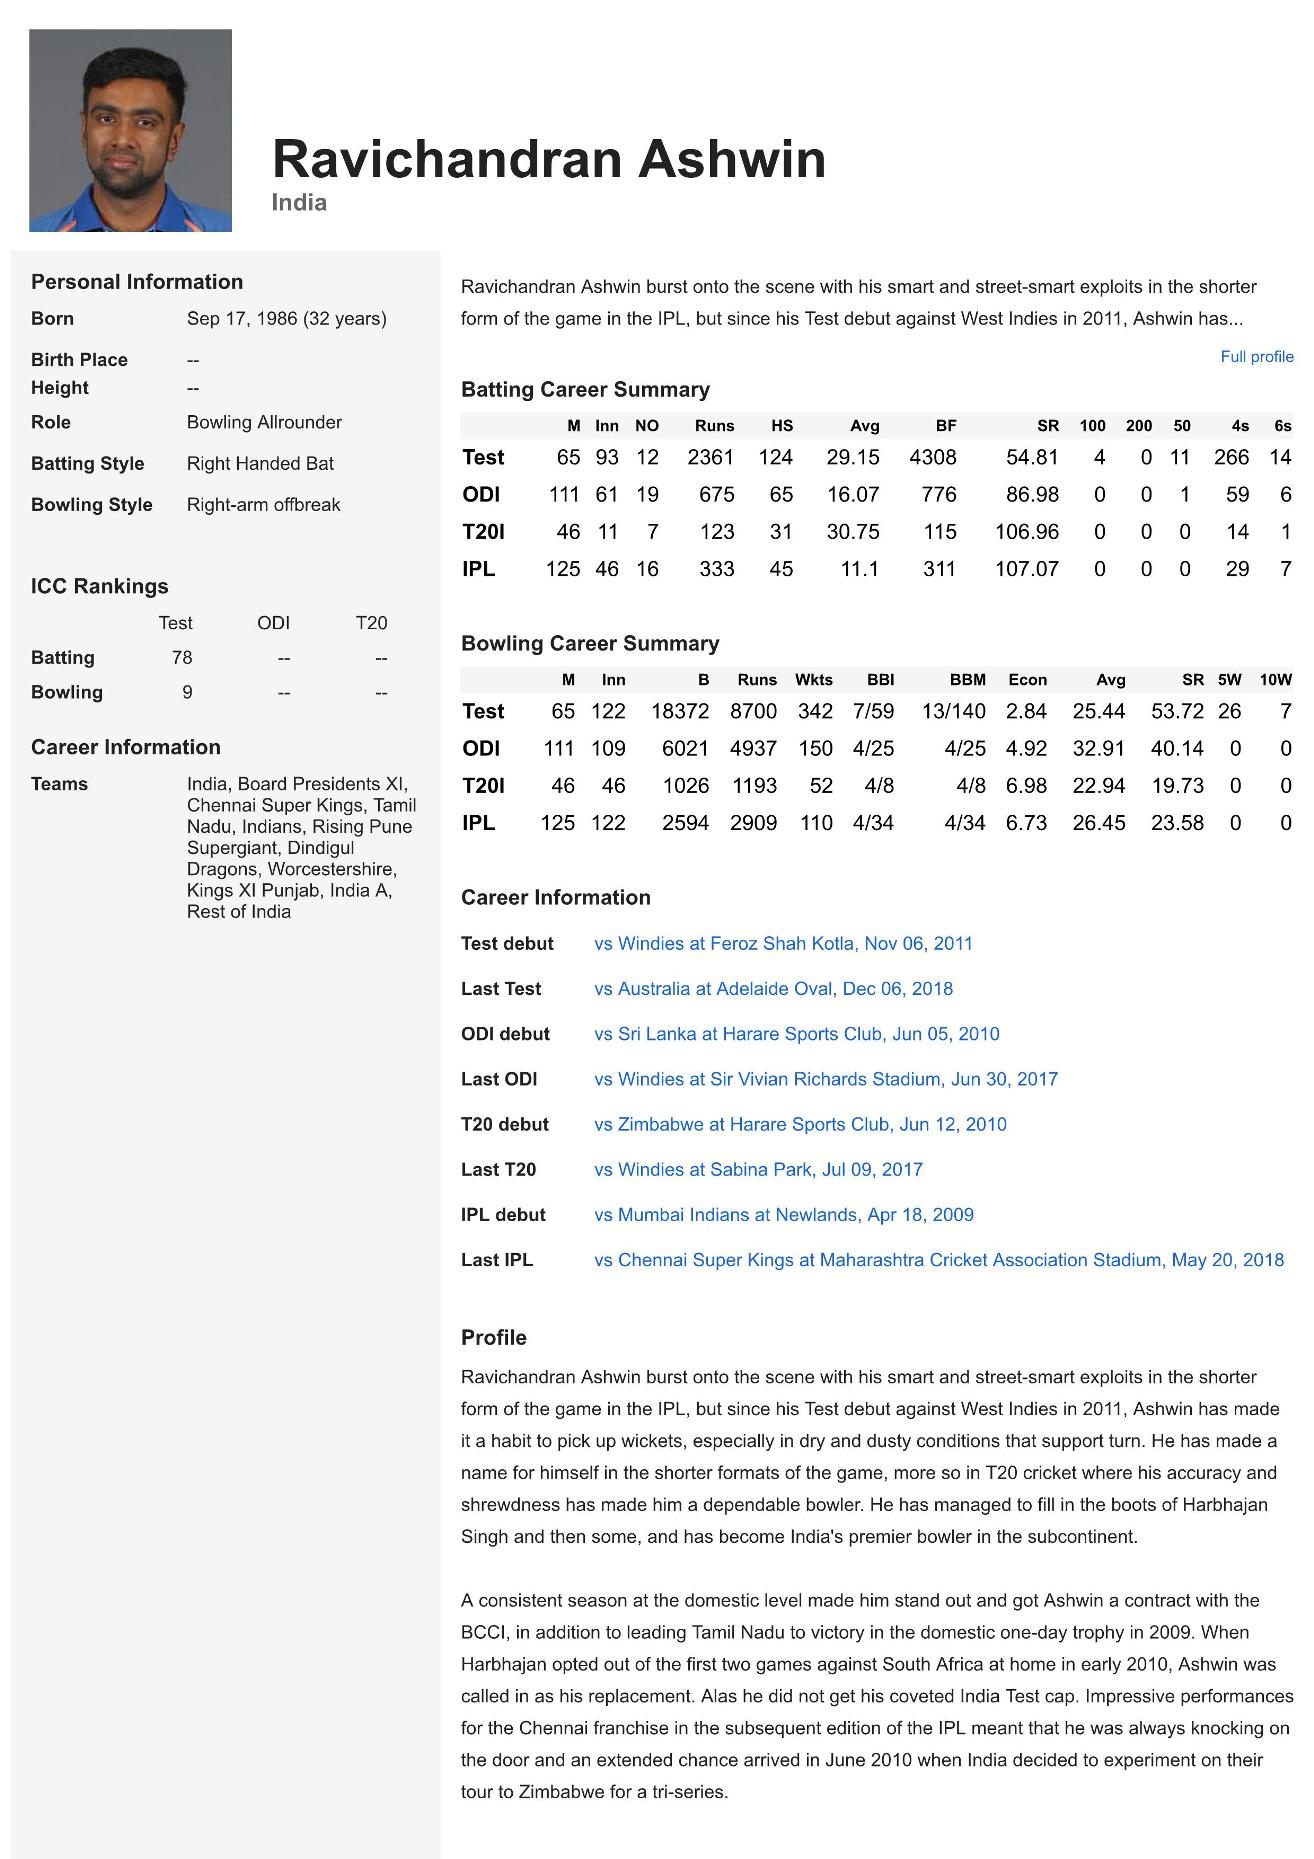 Ravichandran Ashwin
India
Personal Information
Born Sep 17, 1986 (32 years)
Birth Place --
Height --
Role Bowling Allrounder
Batting Style Right Handed Bat
Bowling Style Right-arm offbreak
ICC Rankings
Test ODI T20
Batting 78 -- --
Bowling 9 -- --
Career Information
Teams India, Board Presidents XI,
Chennai Super Kings, Tamil
Nadu, Indians, Rising Pune
Supergiant, Dindigul
Dragons, Worcestershire,
Kings XI Punjab, India A,
Rest of India
Ravichandran Ashwin burst onto the scene with his smart and street-smart exploits in the shorter
form of the game in the IPL, but since his Test debut against West Indies in 2011, Ashwin has...
Full profile
Batting Career Summary
M Inn NO Runs HS Avg BF SR 100 200 50 4s 6s
Test 65 93 12 2361 124 29.15 4308 54.81 4 0 11 266 14
ODI 111 61 19 675 65 16.07 776 86.98 0 0 1 59 6
T20I 46 11 7 123 31 30.75 115 106.96 0 0 0 14 1
IPL 125 46 16 333 45 11.1 311 107.07 0 0 0 29 7
Bowling Career Summary
M Inn B Runs Wkts BBI BBM Econ Avg SR 5W 10W
Test 65 122 18372 8700 342 7/59 13/140 2.84 25.44 53.72 26 7
ODI 111 109 6021 4937 150 4/25 4/25 4.92 32.91 40.14 0 0
T20I 46 46 1026 1193 52 4/8 4/8 6.98 22.94 19.73 0 0
IPL 125 122 2594 2909 110 4/34 4/34 6.73 26.45 23.58 0 0
Career Information
Test debut vs Windies at Feroz Shah Kotla, Nov 06, 2011
Last Test vs Australia at Adelaide Oval, Dec 06, 2018
ODI debut vs Sri Lanka at Harare Sports Club, Jun 05, 2010
Last ODI vs Windies at Sir Vivian Richards Stadium, Jun 30, 2017
T20 debut vs Zimbabwe at Harare Sports Club, Jun 12, 2010
Last T20 vs Windies at Sabina Park, Jul 09, 2017
IPL debut vs Mumbai Indians at Newlands, Apr 18, 2009
Last IPL vs Chennai Super Kings at Maharashtra Cricket Association Stadium, May 20, 2018
Profile
Ravichandran Ashwin burst onto the scene with his smart and street-smart exploits in the shorter
form of the game in the IPL, but since his Test debut against West Indies in 2011, Ashwin has made
it a habit to pick up wickets, especially in dry and dusty conditions that support turn. He has made a
name for himself in the shorter formats of the game, more so in T20 cricket where his accuracy and
shrewdness has made him a dependable bowler. He has managed to fill in the boots of Harbhajan
Singh and then some, and has become India's premier bowler in the subcontinent.
A consistent season at the domestic level made him stand out and got Ashwin a contract with the
BCCI, in addition to leading Tamil Nadu to victory in the domestic one-day trophy in 2009. When
Harbhajan opted out of the first two games against South Africa at home in early 2010, Ashwin was
called in as his replacement. Alas he did not get his coveted India Test cap. Impressive performances
for the Chennai franchise in the subsequent edition of the IPL meant that he was always knocking on
the door and an extended chance arrived in June 2010 when India decided to experiment on their
tour to Zimbabwe for a tri-series.